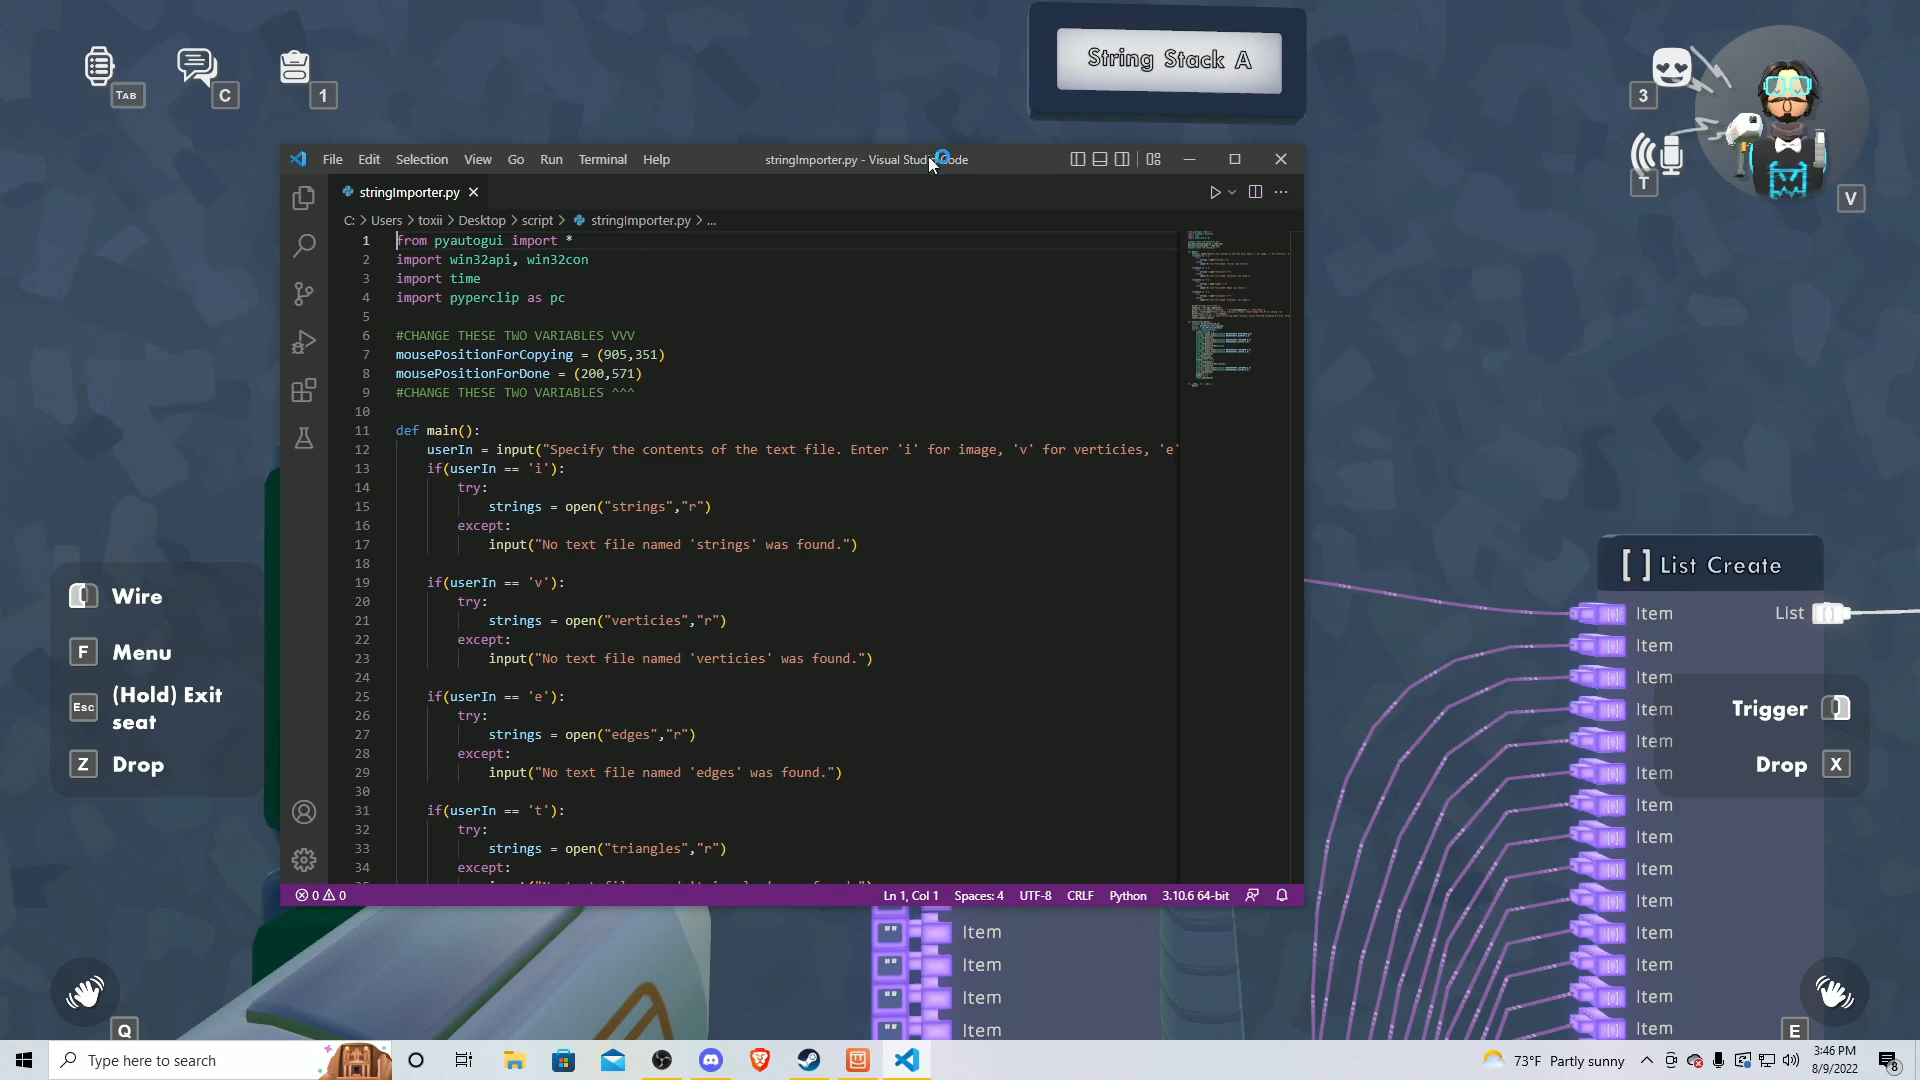 String Stack A
TAB
C
1
3
T
V
File Edit Selection View Go Run Terminal Help
stringImporter.py - Visual Studio Code
stringImporter.py
C: > Users > toxii > Desktop > script > stringImporter.py > ...
1 from pyautogui import *
2 import win32api, win32con
3 import time
4 import pyperclip as pc
5
6 #CHANGE THESE TWO VARIABLES VVV
7 mousePositionForCopying = (905,351)
8 mousePositionForDone = (200,571)
9 #CHANGE THESE TWO VARIABLES ^^^
10
11 def main():
12 userIn = input("Specify the contents of the text file. Enter 'i' for image, 'v' for verticies, 'e'
13 if(userIn == 'i'):
14 try:
15 strings = open("strings","r")
16 except:
17 input("No text file named 'strings' was found.")
18
19 if(userIn == 'v'):
20 try:
21 strings = open("verticies","r")
22 except:
23 input("No text file named 'verticies' was found.")
24
25 if(userIn == 'e'):
26 try:
27 strings = open("edges","r")
28 except:
29 input("No text file named 'edges' was found.")
30
31 if(userIn == 't'):
32 try:
33 strings = open("triangles","r")
34 except:
0 0
Ln 1, Col 1 Spaces: 4 UTF-8 CRLF Python 3.10.6 64-bit
Wire
F Menu
Esc (Hold) Exit
seat
Z Drop
[ ] List Create
Item List
Item
Item
Item
Item
Item
Item
Item
Item
Item
Item
Item
Item
Item
Trigger
Drop X
Item
Item
Item
Item
Q
E
Type here to search
73°F Partly sunny
3:46 PM
8/9/2022
8